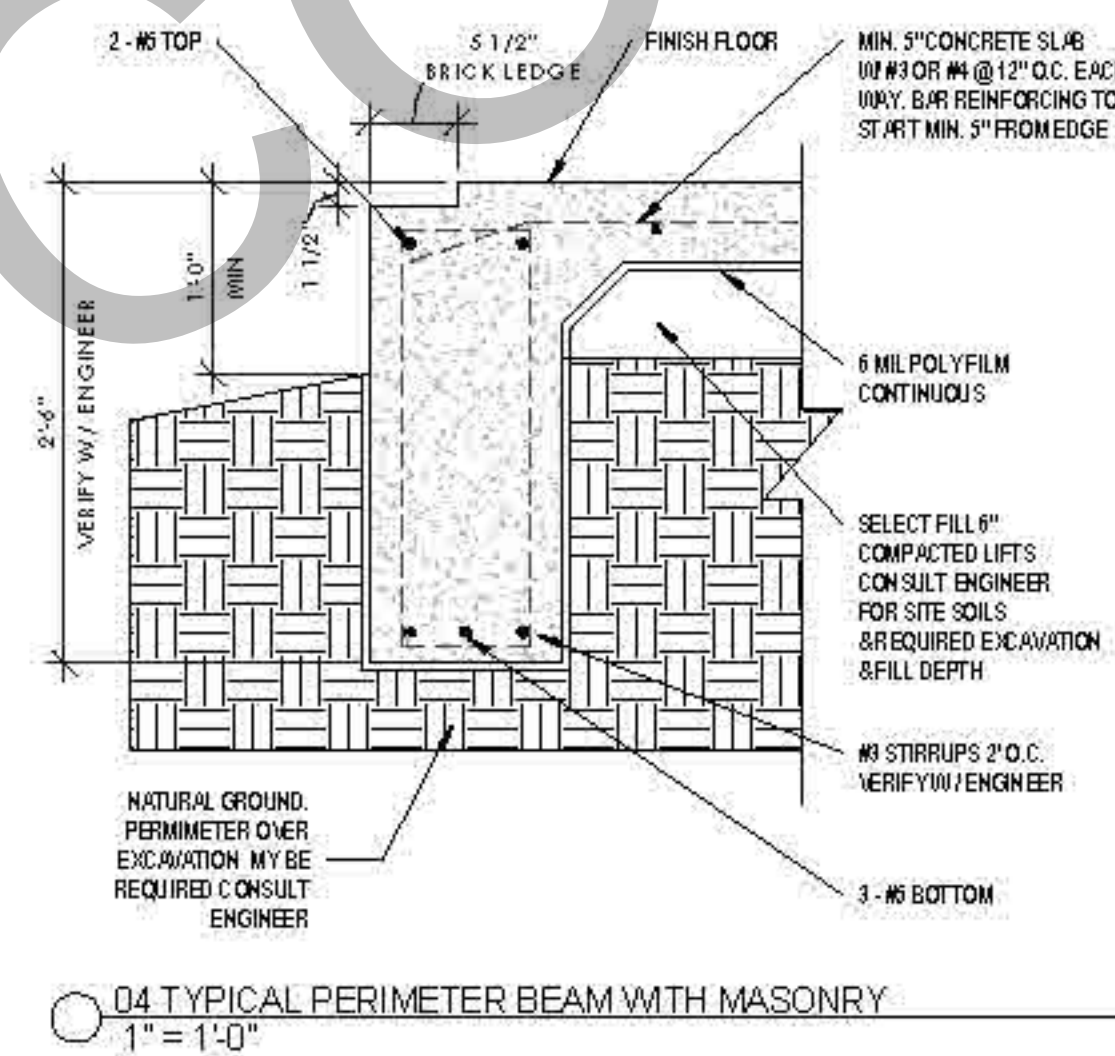 2 - #5 TOP
5 1/2"
BRICK LEDGE
FINISH FLOOR
MIN. 5" CONCRETE SLAB
W/ #3 OR #4 @ 12" O.C. EACH
WAY. BAR REINFORCING TO
START MIN. 5" FROM EDGE
2'-6"
VERIFY W/ ENGINEER
1'-0"
MIN
1 1/2"
6 MIL POLYFILM
CONTINUOUS
SELECT FILL 6"
COMPACTED LIFTS
CONSULT ENGINEER
FOR SITE SOILS
& REQUIRED EXCAVATION
& FILL DEPTH
#3 STIRRUPS 2' O.C.
VERIFY W/ ENGINEER
3 - #5 BOTTOM
NATURAL GROUND.
PERMIMETER OVER
EXCAVATION MY BE
REQUIRED CONSULT
ENGINEER
04 TYPICAL PERIMETER BEAM WITH MASONRY
1" = 1'-0"